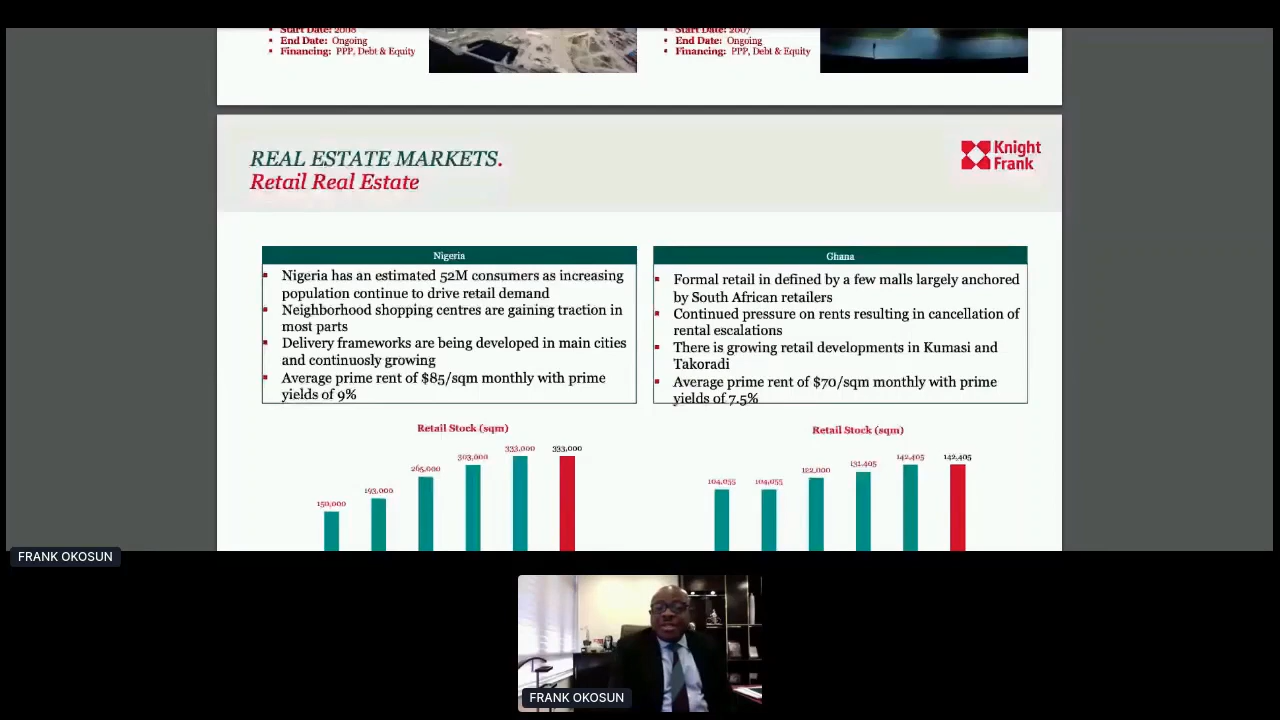 Start Date: 2008
End Date: Ongoing
Financing: PPP, Debt & Equity
Start Date: 2007
End Date: Ongoing
Financing: PPP, Debt & Equity
REAL ESTATE MARKETS.
Retail Real Estate
Knight
Frank
Nigeria
Nigeria has an estimated 52M consumers as increasing
population continue to drive retail demand
Neighborhood shopping centres are gaining traction in
most parts
Delivery frameworks are being developed in main cities
and continuosly growing
Average prime rent of $85/sqm monthly with prime
yields of 9%
Ghana
Formal retail in defined by a few malls largely anchored
by South African retailers
Continued pressure on rents resulting in cancellation of
rental escalations
There is growing retail developments in Kumasi and
Takoradi
Average prime rent of $70/sqm monthly with prime
yields of 7.5%
Retail Stock (sqm)
150,000
193,000
265,000
303,000
333,000
333,000
Retail Stock (sqm)
104,055
104,055
122,000
131,405
142,405
142,405
FRANK OKOSUN
FRANK OKOSUN